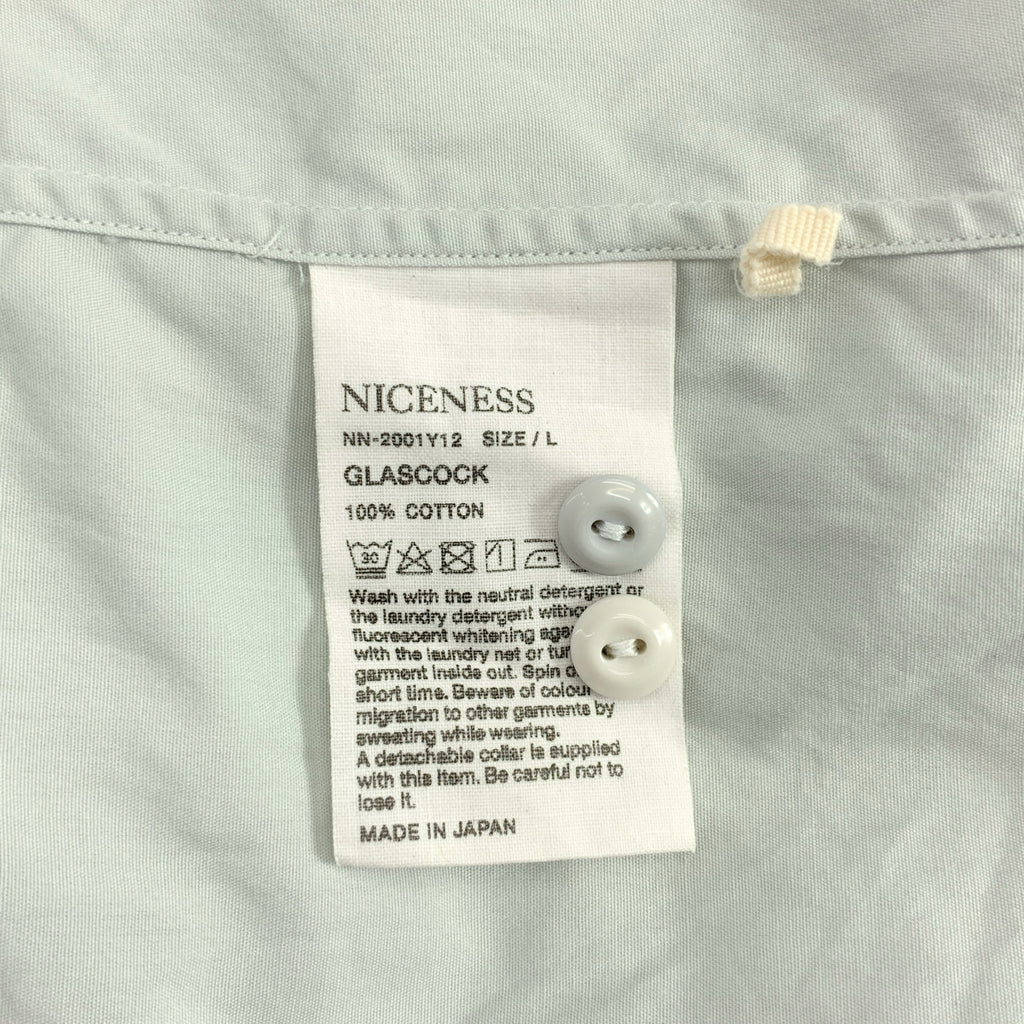 NICENESS
NN-2001Y12 SIZE / L
GLASCOCK
100% COTTON
30
Wash with the neutral detergent or
the laundry detergent
fluorescent whitening
with the laundry net or
garment inside out. Spin
short time. Beware of
migration to other garments by
sweating while wearing.
A detachable collar is supplied
with this item. Be careful not to
lose it.
MADE IN JAPAN